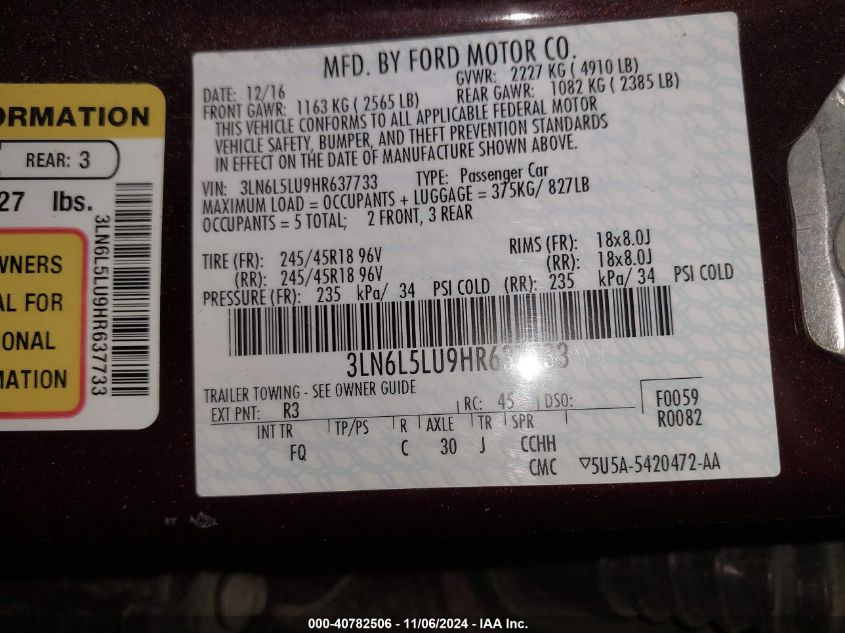 ORMATION
REAR: 3
27 lbs.
3LN6L5LU9HR637733
WNERS
AL FOR
ONAL
MATION
MFD. BY FORD MOTOR CO.
DATE: 12/16 GVWR: 2227 KG ( 4910 LB)
FRONT GAWR: 1163 KG ( 2565 LB) REAR GAWR: 1082 KG ( 2385 LB)
THIS VEHICLE CONFORMS TO ALL APPLICABLE FEDERAL MOTOR
VEHICLE SAFETY, BUMPER, AND THEFT PREVENTION STANDARDS
IN EFFECT ON THE DATE OF MANUFACTURE SHOWN ABOVE.
VIN: 3LN6L5LU9HR637733 TYPE: Passenger Car
MAXIMUM LOAD = OCCUPANTS + LUGGAGE = 375KG/ 827LB
OCCUPANTS = 5 TOTAL; 2 FRONT, 3 REAR
TIRE (FR): 245/45R18 96V RIMS (FR): 18x8.0J
(RR): 245/45R18 96V (RR): 18x8.0J
PRESSURE (FR): 235 kPa/ 34 PSI COLD (RR): 235 kPa/ 34 PSI COLD
3LN6L5LU9HR637733
TRAILER TOWING - SEE OWNER GUIDE
EXT PNT: R3 RC: 45 DSO: F0059
INT TR TP/PS R AXLE TR SPR R0082
FQ C 30 J CCHH
CMC ▽5U5A-5420472-AA
000-40782506 - 11/06/2024 - IAA Inc.